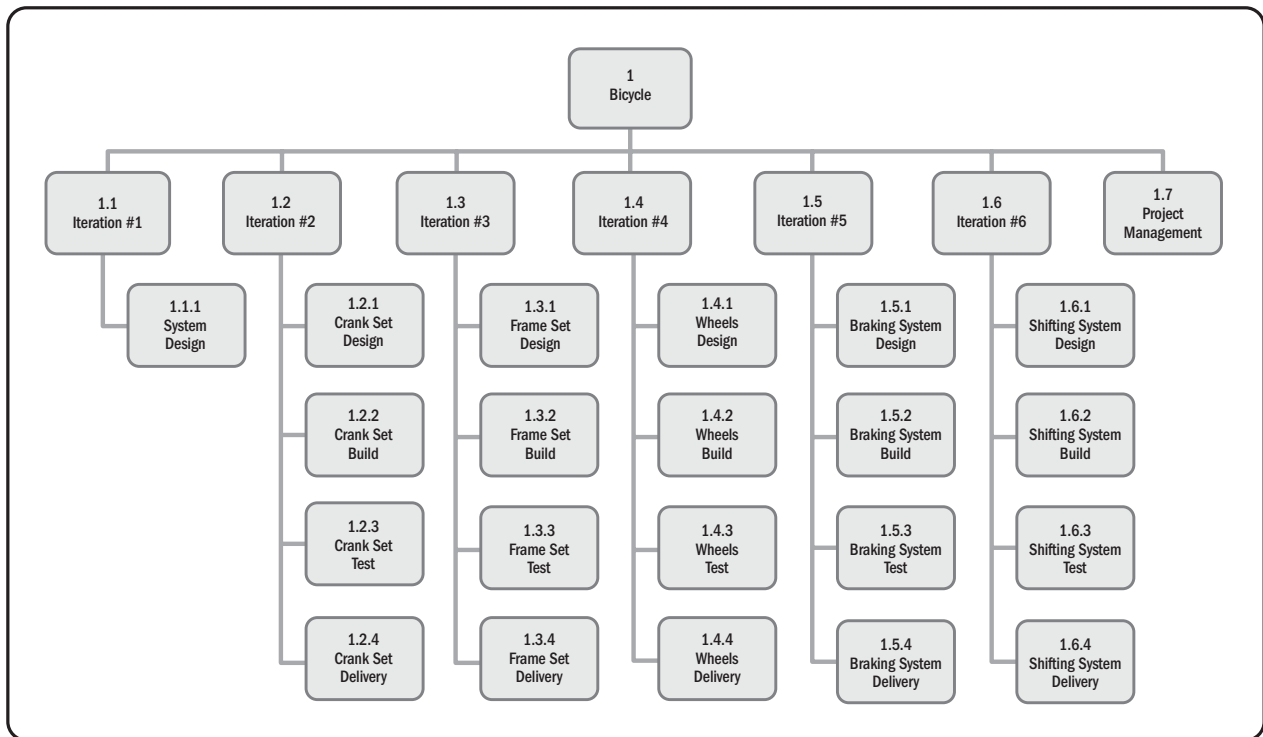 1
Bicycle
1.1
Iteration #1
1.2
Iteration #2
1.3
Iteration #3
1.4
Iteration #4
1.5
Iteration #5
1.6
Iteration #6
1.7
Project
Management
1.1.1
System
Design
1.2.1
Crank Set
Design
1.3.1
Frame Set
Design
1.4.1
Wheels
Design
1.5.1
Braking System
Design
1.6.1
Shifting System
Design
1.2.2
Crank Set
Build
1.3.2
Frame Set
Build
1.4.2
Wheels
Build
1.5.2
Braking System
Build
1.6.2
Shifting System
Build
1.2.3
Crank Set
Test
1.3.3
Frame Set
Test
1.4.3
Wheels
Test
1.5.3
Braking System
Test
1.6.3
Shifting System
Test
1.2.4
Crank Set
Delivery
1.3.4
Frame Set
Delivery
1.4.4
Wheels
Delivery
1.5.4
Braking System
Delivery
1.6.4
Shifting System
Delivery